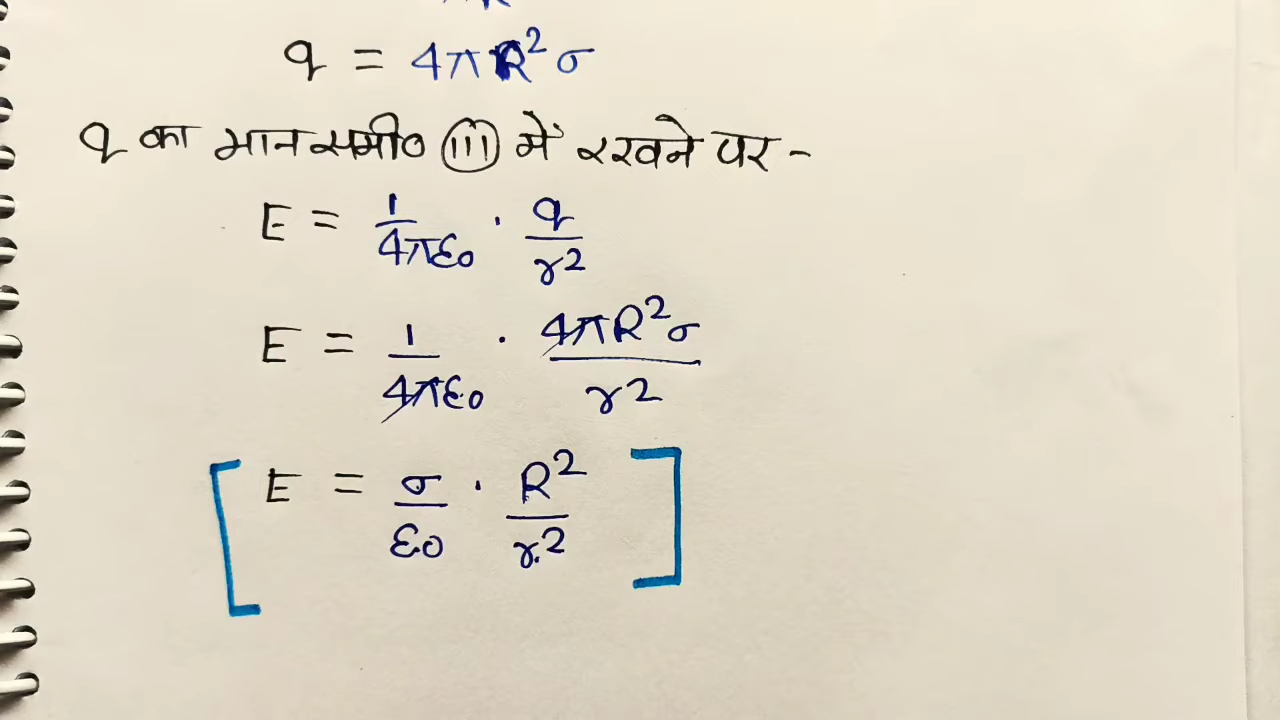 q = 4πR²σ
q का मान समी० (iii) में रखने पर -
E = 1/4πε₀ · q/r²
E = 1/4πε₀ · 4πR²σ/r²
[E = σ/ε₀ · R²/r²]